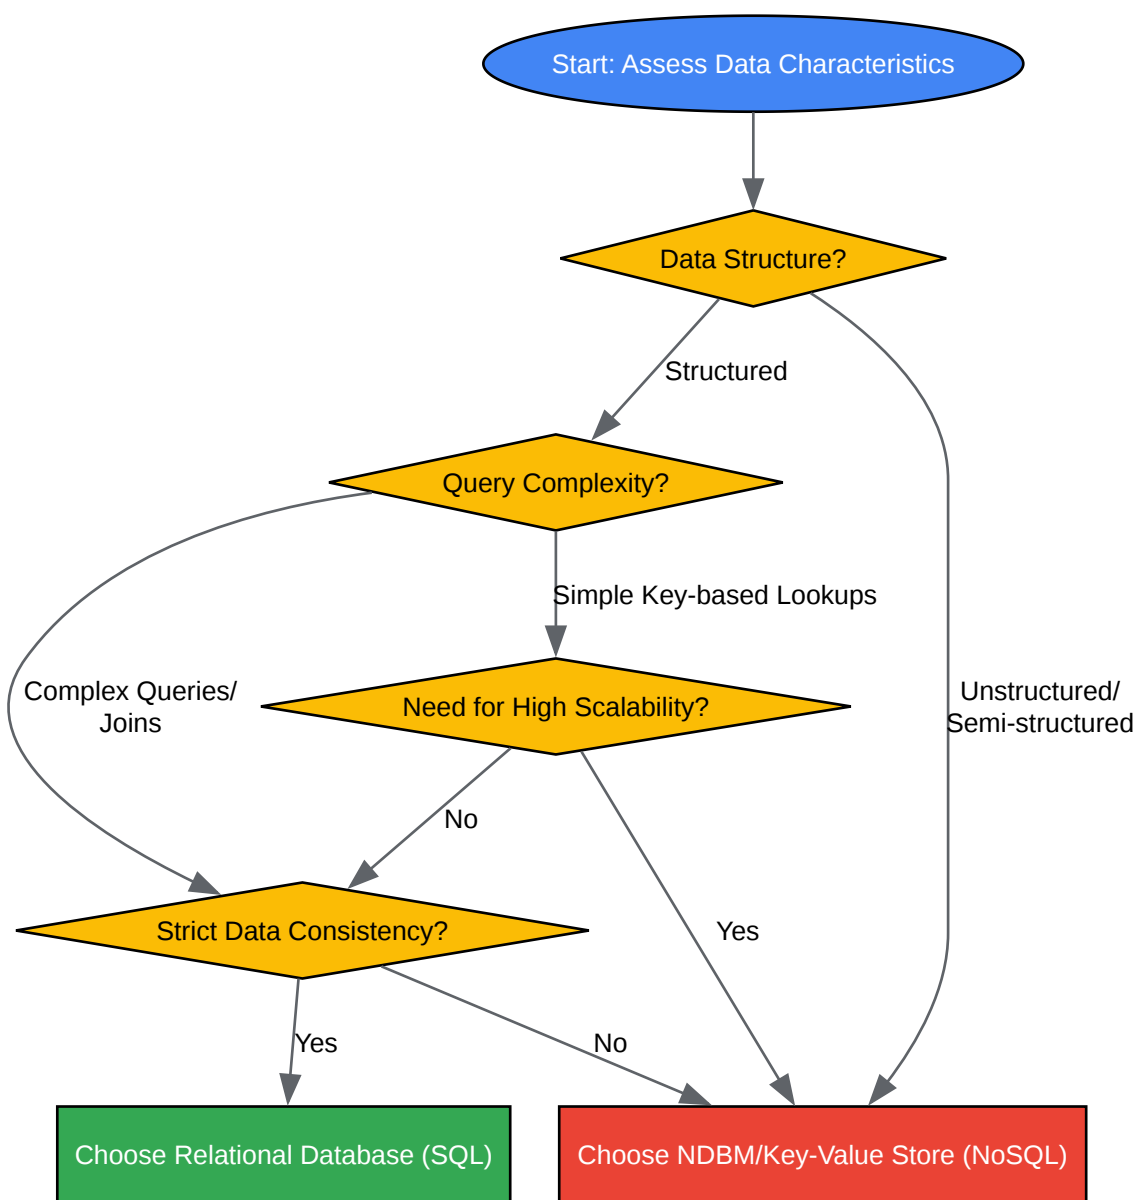 Start: Assess Data Characteristics
Data Structure?
Structured
Query Complexity?
Simple Key-based Lookups
Complex Queries/
Joins
Need for High Scalability?
Unstructured/
Semi-structured
No
Strict Data Consistency?
Yes
Yes
No
Choose Relational Database (SQL)
Choose NDBM/Key-Value Store (NoSQL)